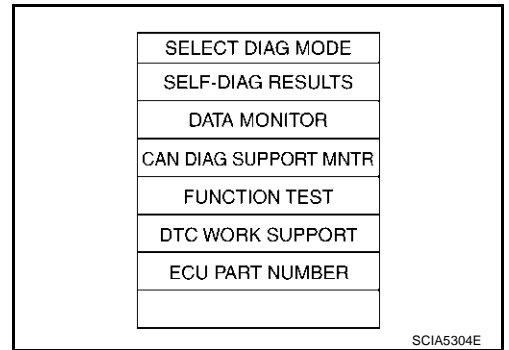 SELECT DIAG MODE
SELF-DIAG RESULTS
DATA MONITOR
CAN DIAG SUPPORT MNTR
FUNCTION TEST
DTC WORK SUPPORT
ECU PART NUMBER
SCIA5304E